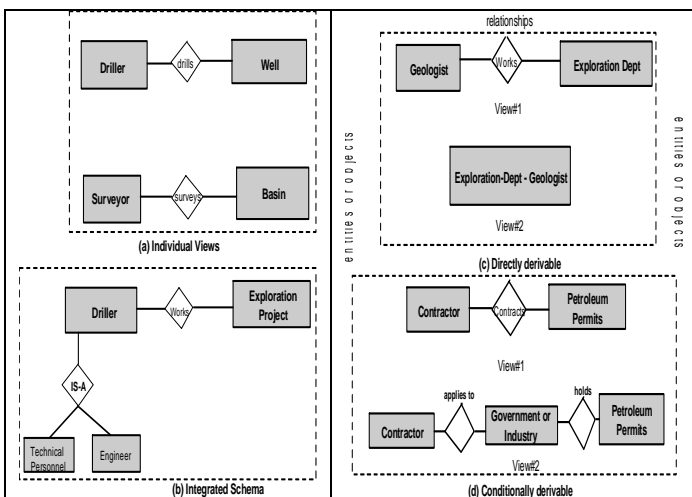 Driller
drills
Well
Surveyor
surveys
Basin
(a) Individual Views
Driller
Works
Exploration
Project
IS-A
Technical
Personnel
Engineer
(b) Integrated Schema
relationships
Geologist
Works
Exploration Dept
View#1
Exploration-Dept - Geologist
View#2
(c) Directly derivable
entities or objects
entities or objects
Contractor
Contracts
Petroleum
Permits
View#1
Contractor
applies to
Government or
Industry
holds
Petroleum
Permits
View#2
(d) Conditionally derivable